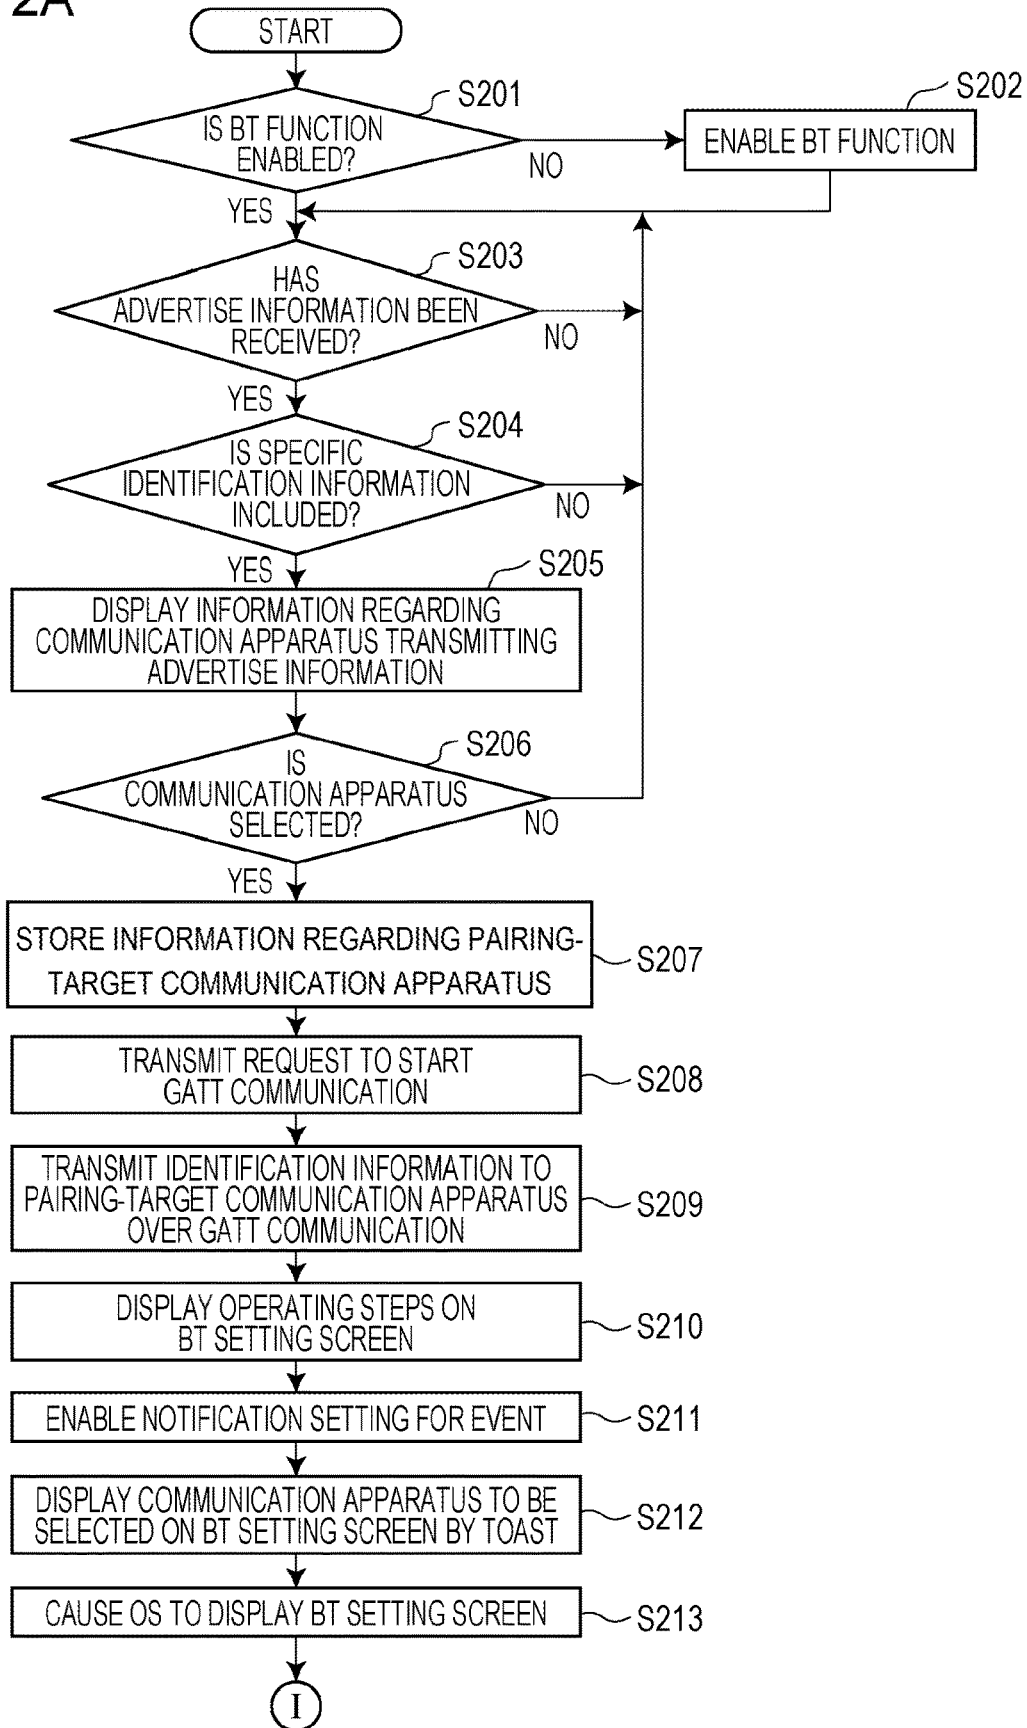 2A
START
S201
IS BT FUNCTION
ENABLED?
NO
S202
ENABLE BT FUNCTION
YES
S203
HAS
ADVERTISE INFORMATION BEEN
RECEIVED?
NO
YES
S204
IS SPECIFIC
IDENTIFICATION INFORMATION
INCLUDED?
NO
YES
S205
DISPLAY INFORMATION REGARDING
COMMUNICATION APPARATUS TRANSMITTING
ADVERTISE INFORMATION
S206
IS
COMMUNICATION APPARATUS
SELECTED?
NO
YES
STORE INFORMATION REGARDING PAIRING-
TARGET COMMUNICATION APPARATUS
S207
TRANSMIT REQUEST TO START
GATT COMMUNICATION
S208
TRANSMIT IDENTIFICATION INFORMATION TO
PAIRING-TARGET COMMUNICATION APPARATUS
OVER GATT COMMUNICATION
S209
DISPLAY OPERATING STEPS ON
BT SETTING SCREEN
S210
ENABLE NOTIFICATION SETTING FOR EVENT
S211
DISPLAY COMMUNICATION APPARATUS TO BE
SELECTED ON BT SETTING SCREEN BY TOAST
S212
CAUSE OS TO DISPLAY BT SETTING SCREEN
S213
I